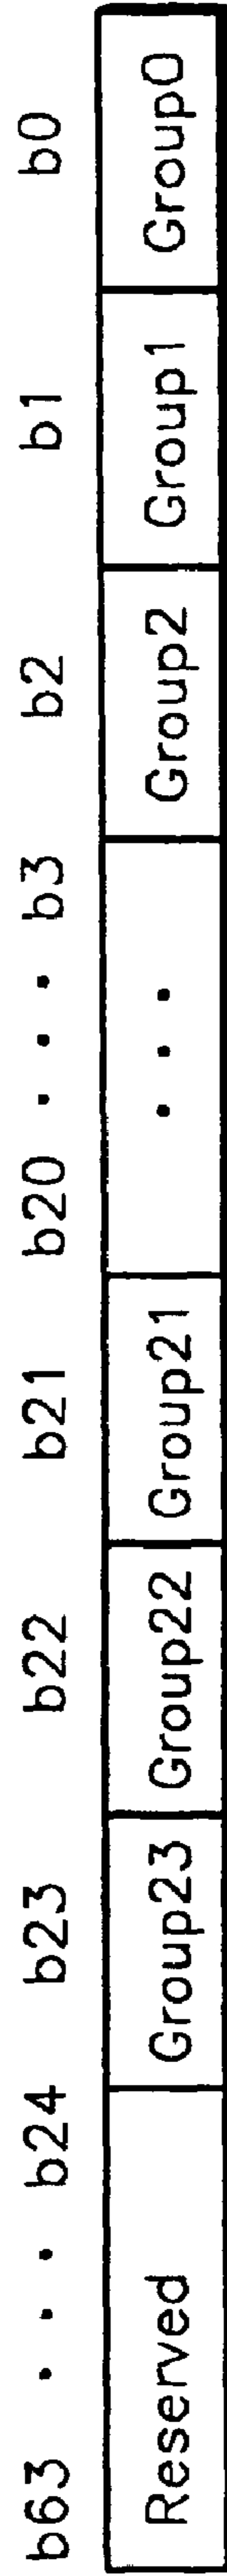 b63 . . . b24 b23 b22 b21 b20 . . . b3 b2 b1 b0
Reserved Group23 Group22 Group21 . . . Group2 Group1 Group0